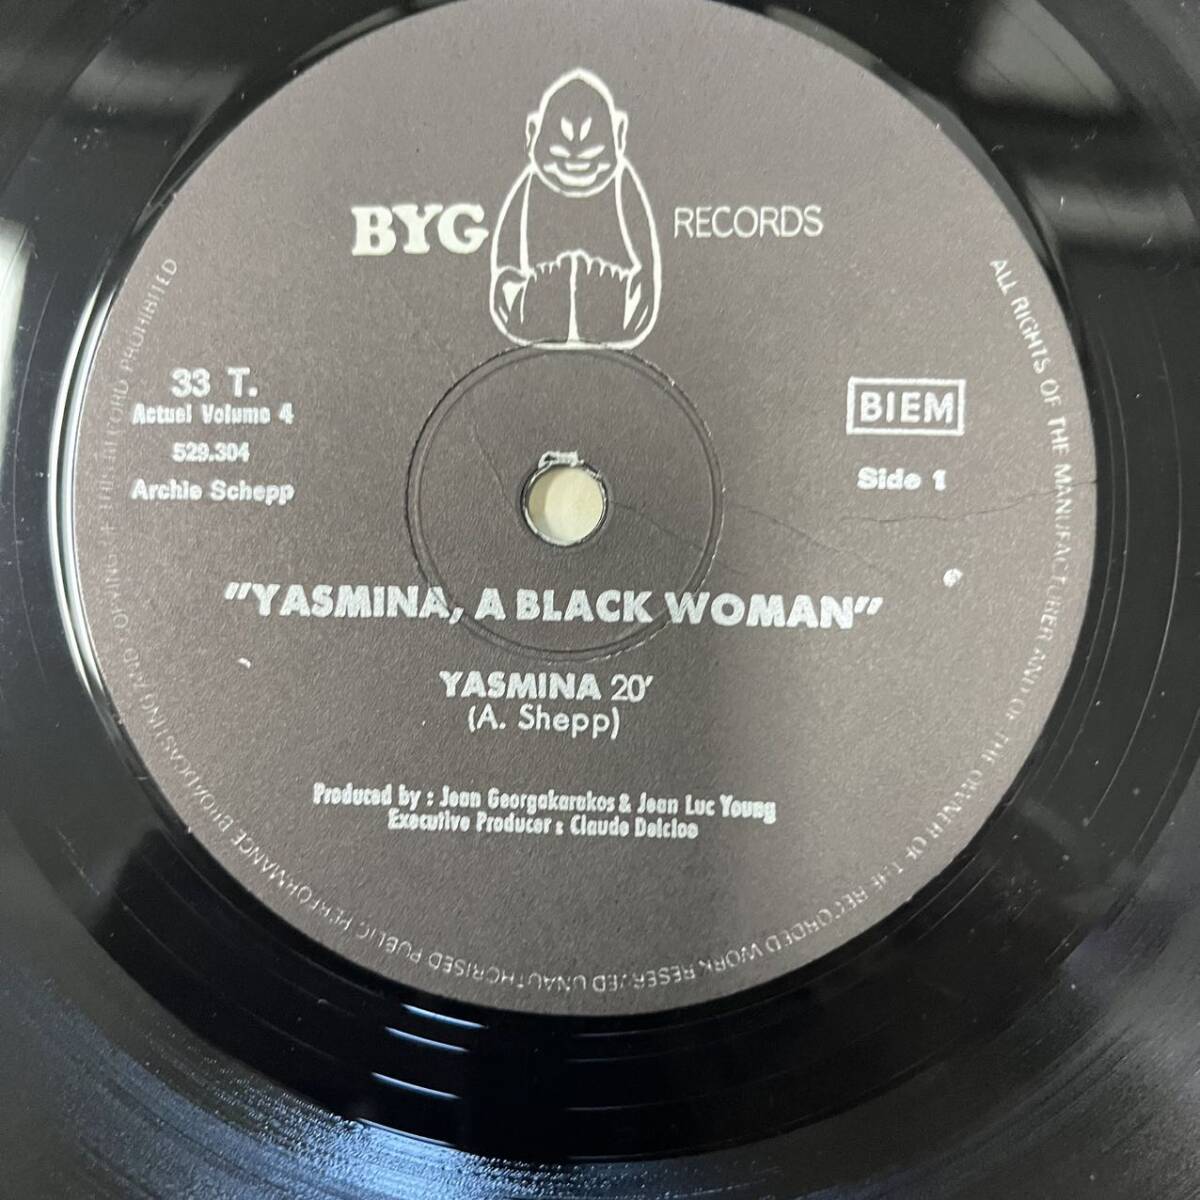 BYG RECORDS
33 T.
Actuel Volume 4
529.304
Archie Schepp
BIEM
Side 1
"YASMINA, A BLACK WOMAN"
YASMINA 20'
(A. Shepp)
Produced by : Jean Georgakarakos & Jean Luc Young
Executive Producer : Claude Delcloo
ALL RIGHTS OF THE MANUFACTURER AND OF THE OWNER OF THE RECORDED WORK RESERVED UNAUTHORISED PUBLIC PERFORMANCE BROADCASTING AND COPYING OF THIS RECORD PROHIBITED